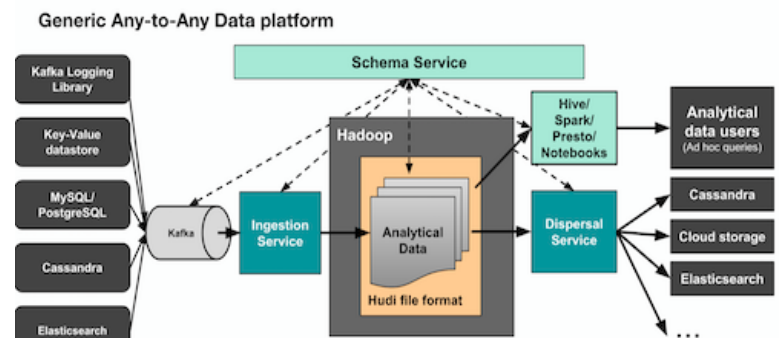 Generic Any-to-Any Data platform
Schema Service
Kafka Logging
Library
Key-Value
datastore
MySQL/
PostgreSQL
Cassandra
Elasticsearch
Kafka
Ingestion
Service
Hadoop
Analytical
Data
Hudi file format
Hive/
Spark/
Presto/
Notebooks
Dispersal
Service
Analytical
data users
(Ad hoc queries)
Cassandra
Cloud storage
Elasticsearch
...